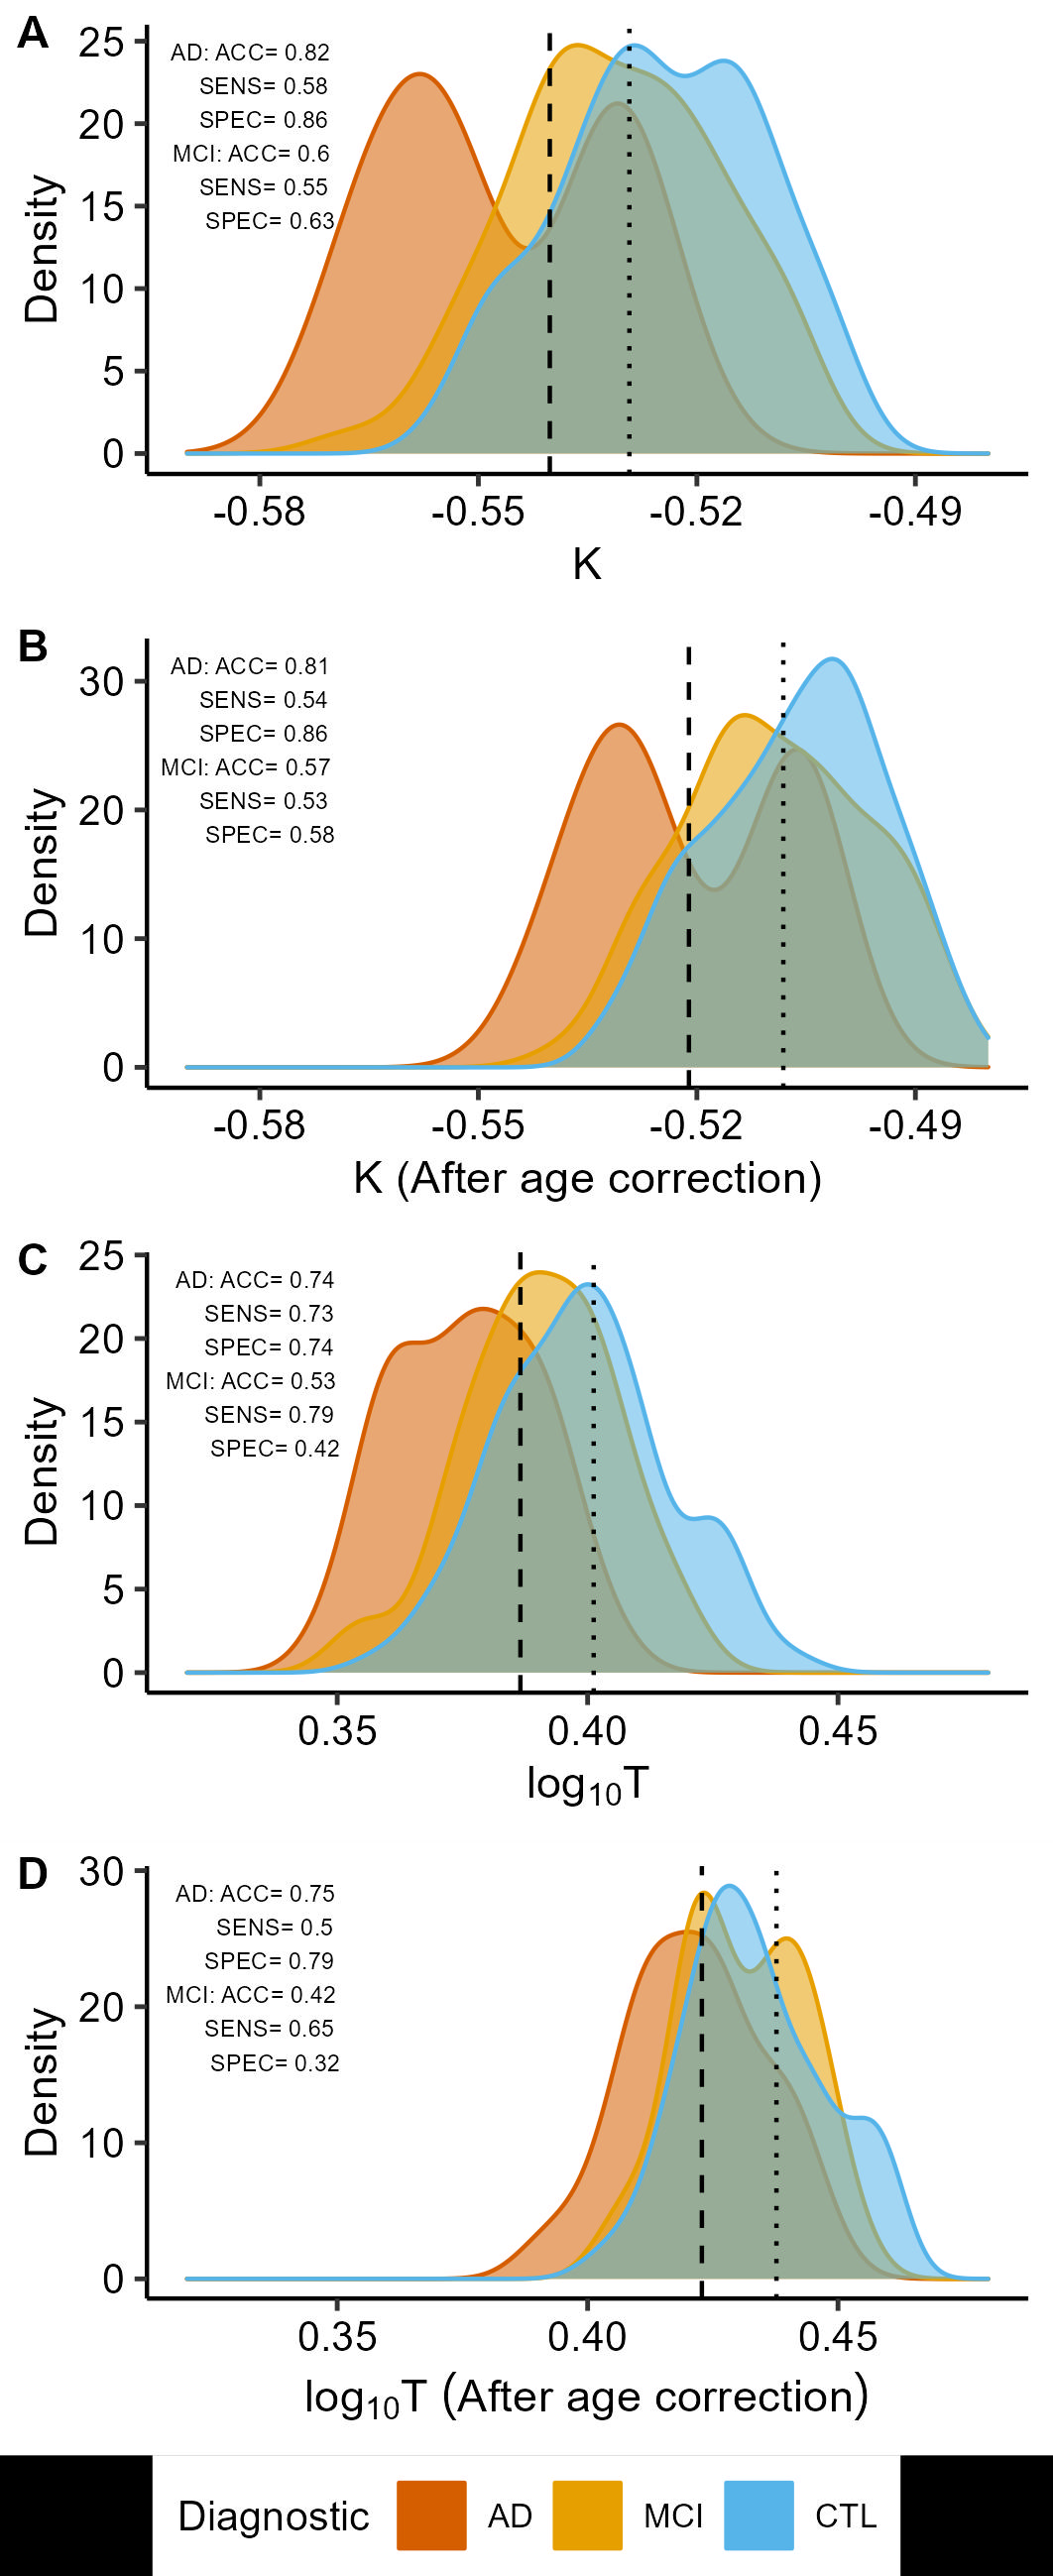 A
25
20
15
10
5
0
Density
AD: ACC= 0.82
SENS= 0.58
SPEC= 0.86
MCI: ACC= 0.6
SENS= 0.55
SPEC= 0.63
-0.58 -0.55 -0.52 -0.49
K
B
30
20
10
0
Density
AD: ACC= 0.81
SENS= 0.54
SPEC= 0.86
MCI: ACC= 0.57
SENS= 0.53
SPEC= 0.58
-0.58 -0.55 -0.52 -0.49
K (After age correction)
C
25
20
15
10
5
0
Density
AD: ACC= 0.74
SENS= 0.73
SPEC= 0.74
MCI: ACC= 0.53
SENS= 0.79
SPEC= 0.42
0.35 0.40 0.45
log₁₀T
D
30
20
10
0
Density
AD: ACC= 0.75
SENS= 0.5
SPEC= 0.79
MCI: ACC= 0.42
SENS= 0.65
SPEC= 0.32
0.35 0.40 0.45
log₁₀T (After age correction)
Diagnostic AD MCI CTL